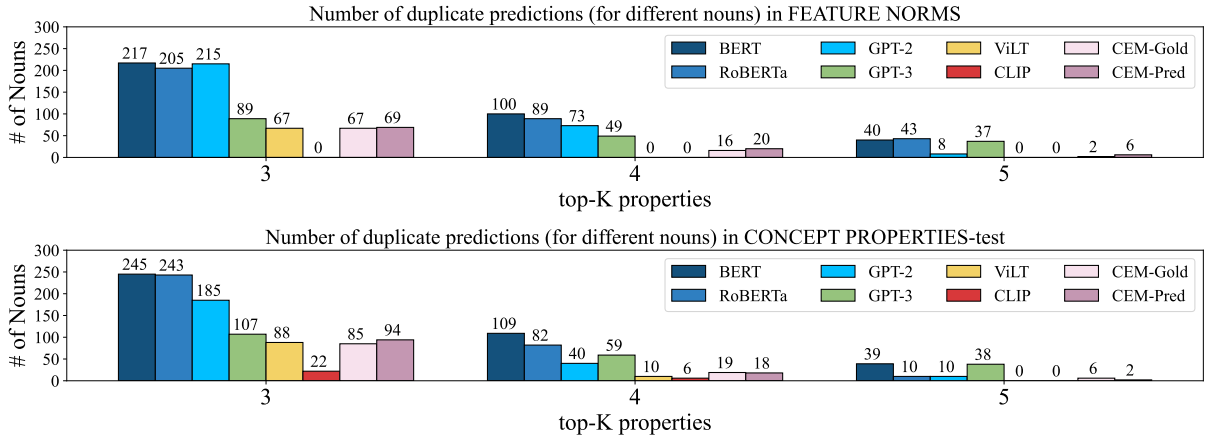 Number of duplicate predictions (for different nouns) in FEATURE NORMS
# of Nouns
300
250
200
150
100
50
0
BERT GPT-2 ViLT CEM-Gold
RoBERTa GPT-3 CLIP CEM-Pred
217 205 215 89 67 0 67 69
100 89 73 49 0 0 16 20
40 43 8 37 0 0 2 6
3 4 5
top-K properties
Number of duplicate predictions (for different nouns) in CONCEPT PROPERTIES-test
# of Nouns
300
250
200
150
100
50
0
BERT GPT-2 ViLT CEM-Gold
RoBERTa GPT-3 CLIP CEM-Pred
245 243 185 107 88 22 85 94
109 82 40 59 10 6 19 18
39 10 10 38 0 0 6 2
3 4 5
top-K properties